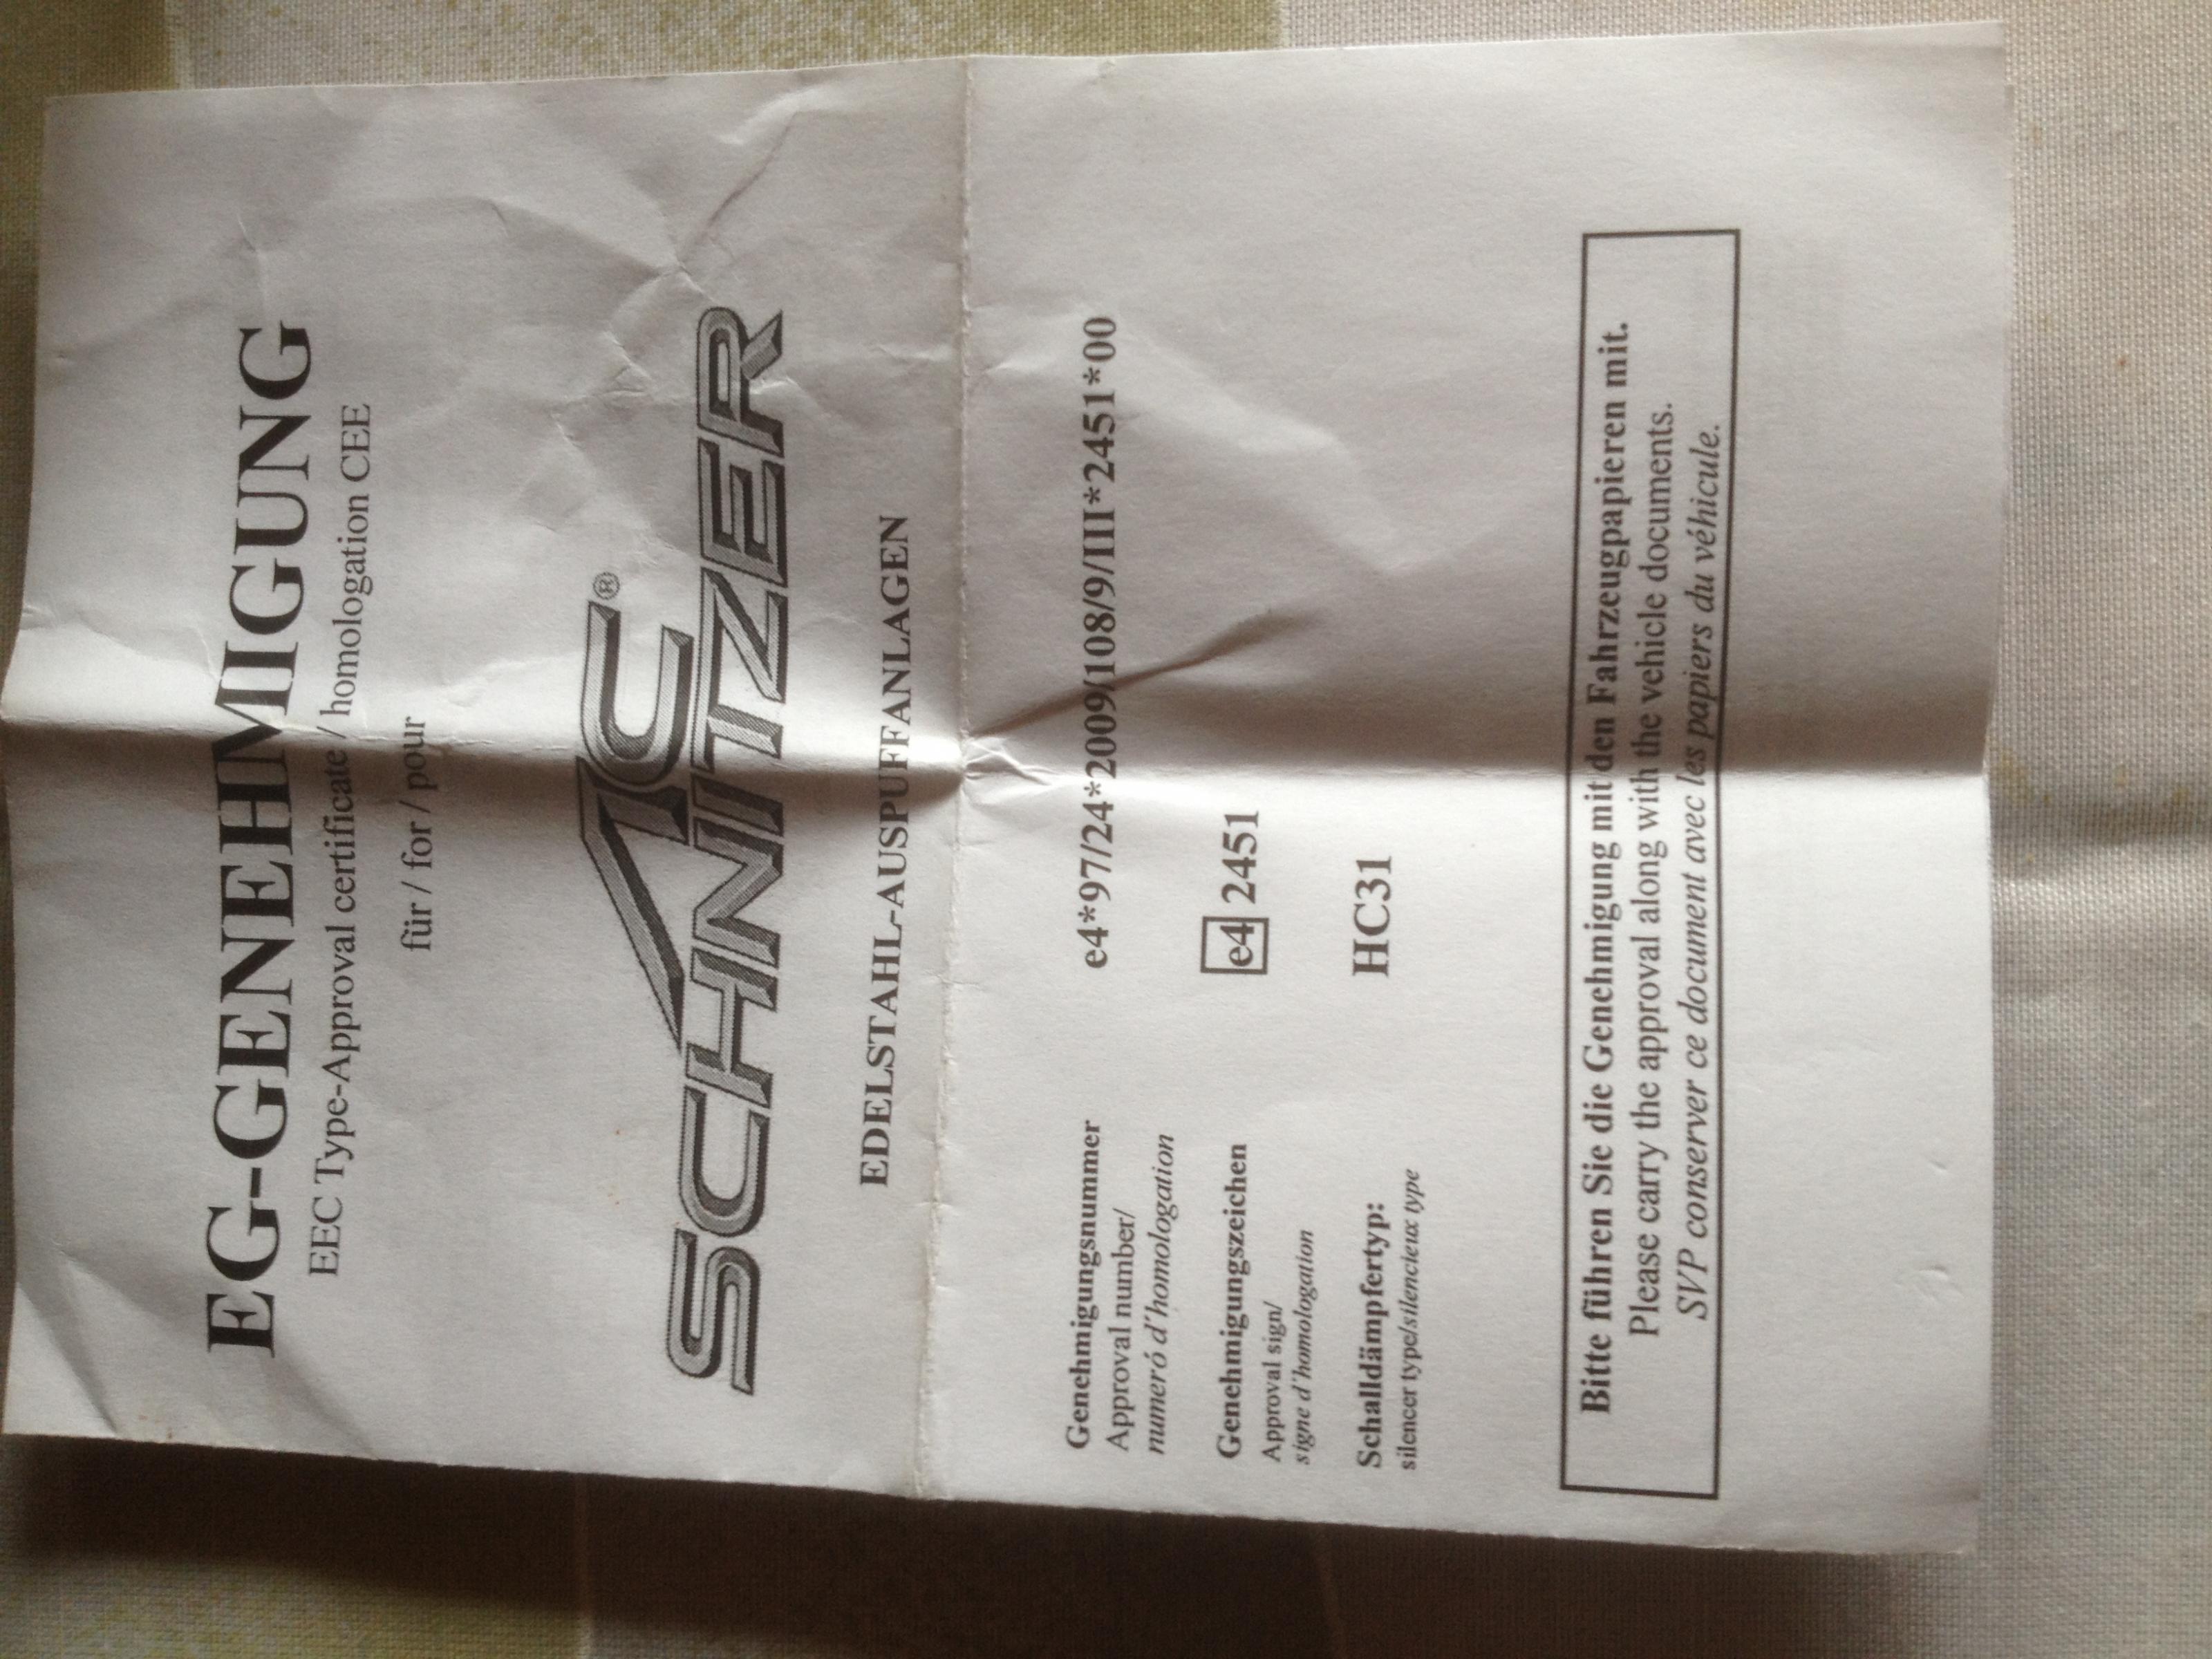 EG-GENEHMIGUNG
EEC Type-Approval certificate / homologation CEE
für / for / pour
AC ®
SCHNITZER
EDELSTAHL-AUSPUFFANLAGEN
Genehmigungsnummer e4*97/24*2009/108/9/III*2451*00
Approval number/
numeró d'homologation
Genehmigungszeichen e4 2451
Approval sign/
signe d'homologation
Schalldämpfertyp: HC31
silencer type/silencieux type
Bitte führen Sie die Genehmigung mit den Fahrzeugpapieren mit.
Please carry the approval along with the vehicle documents.
SVP conserver ce document avec les papiers du véhicule.